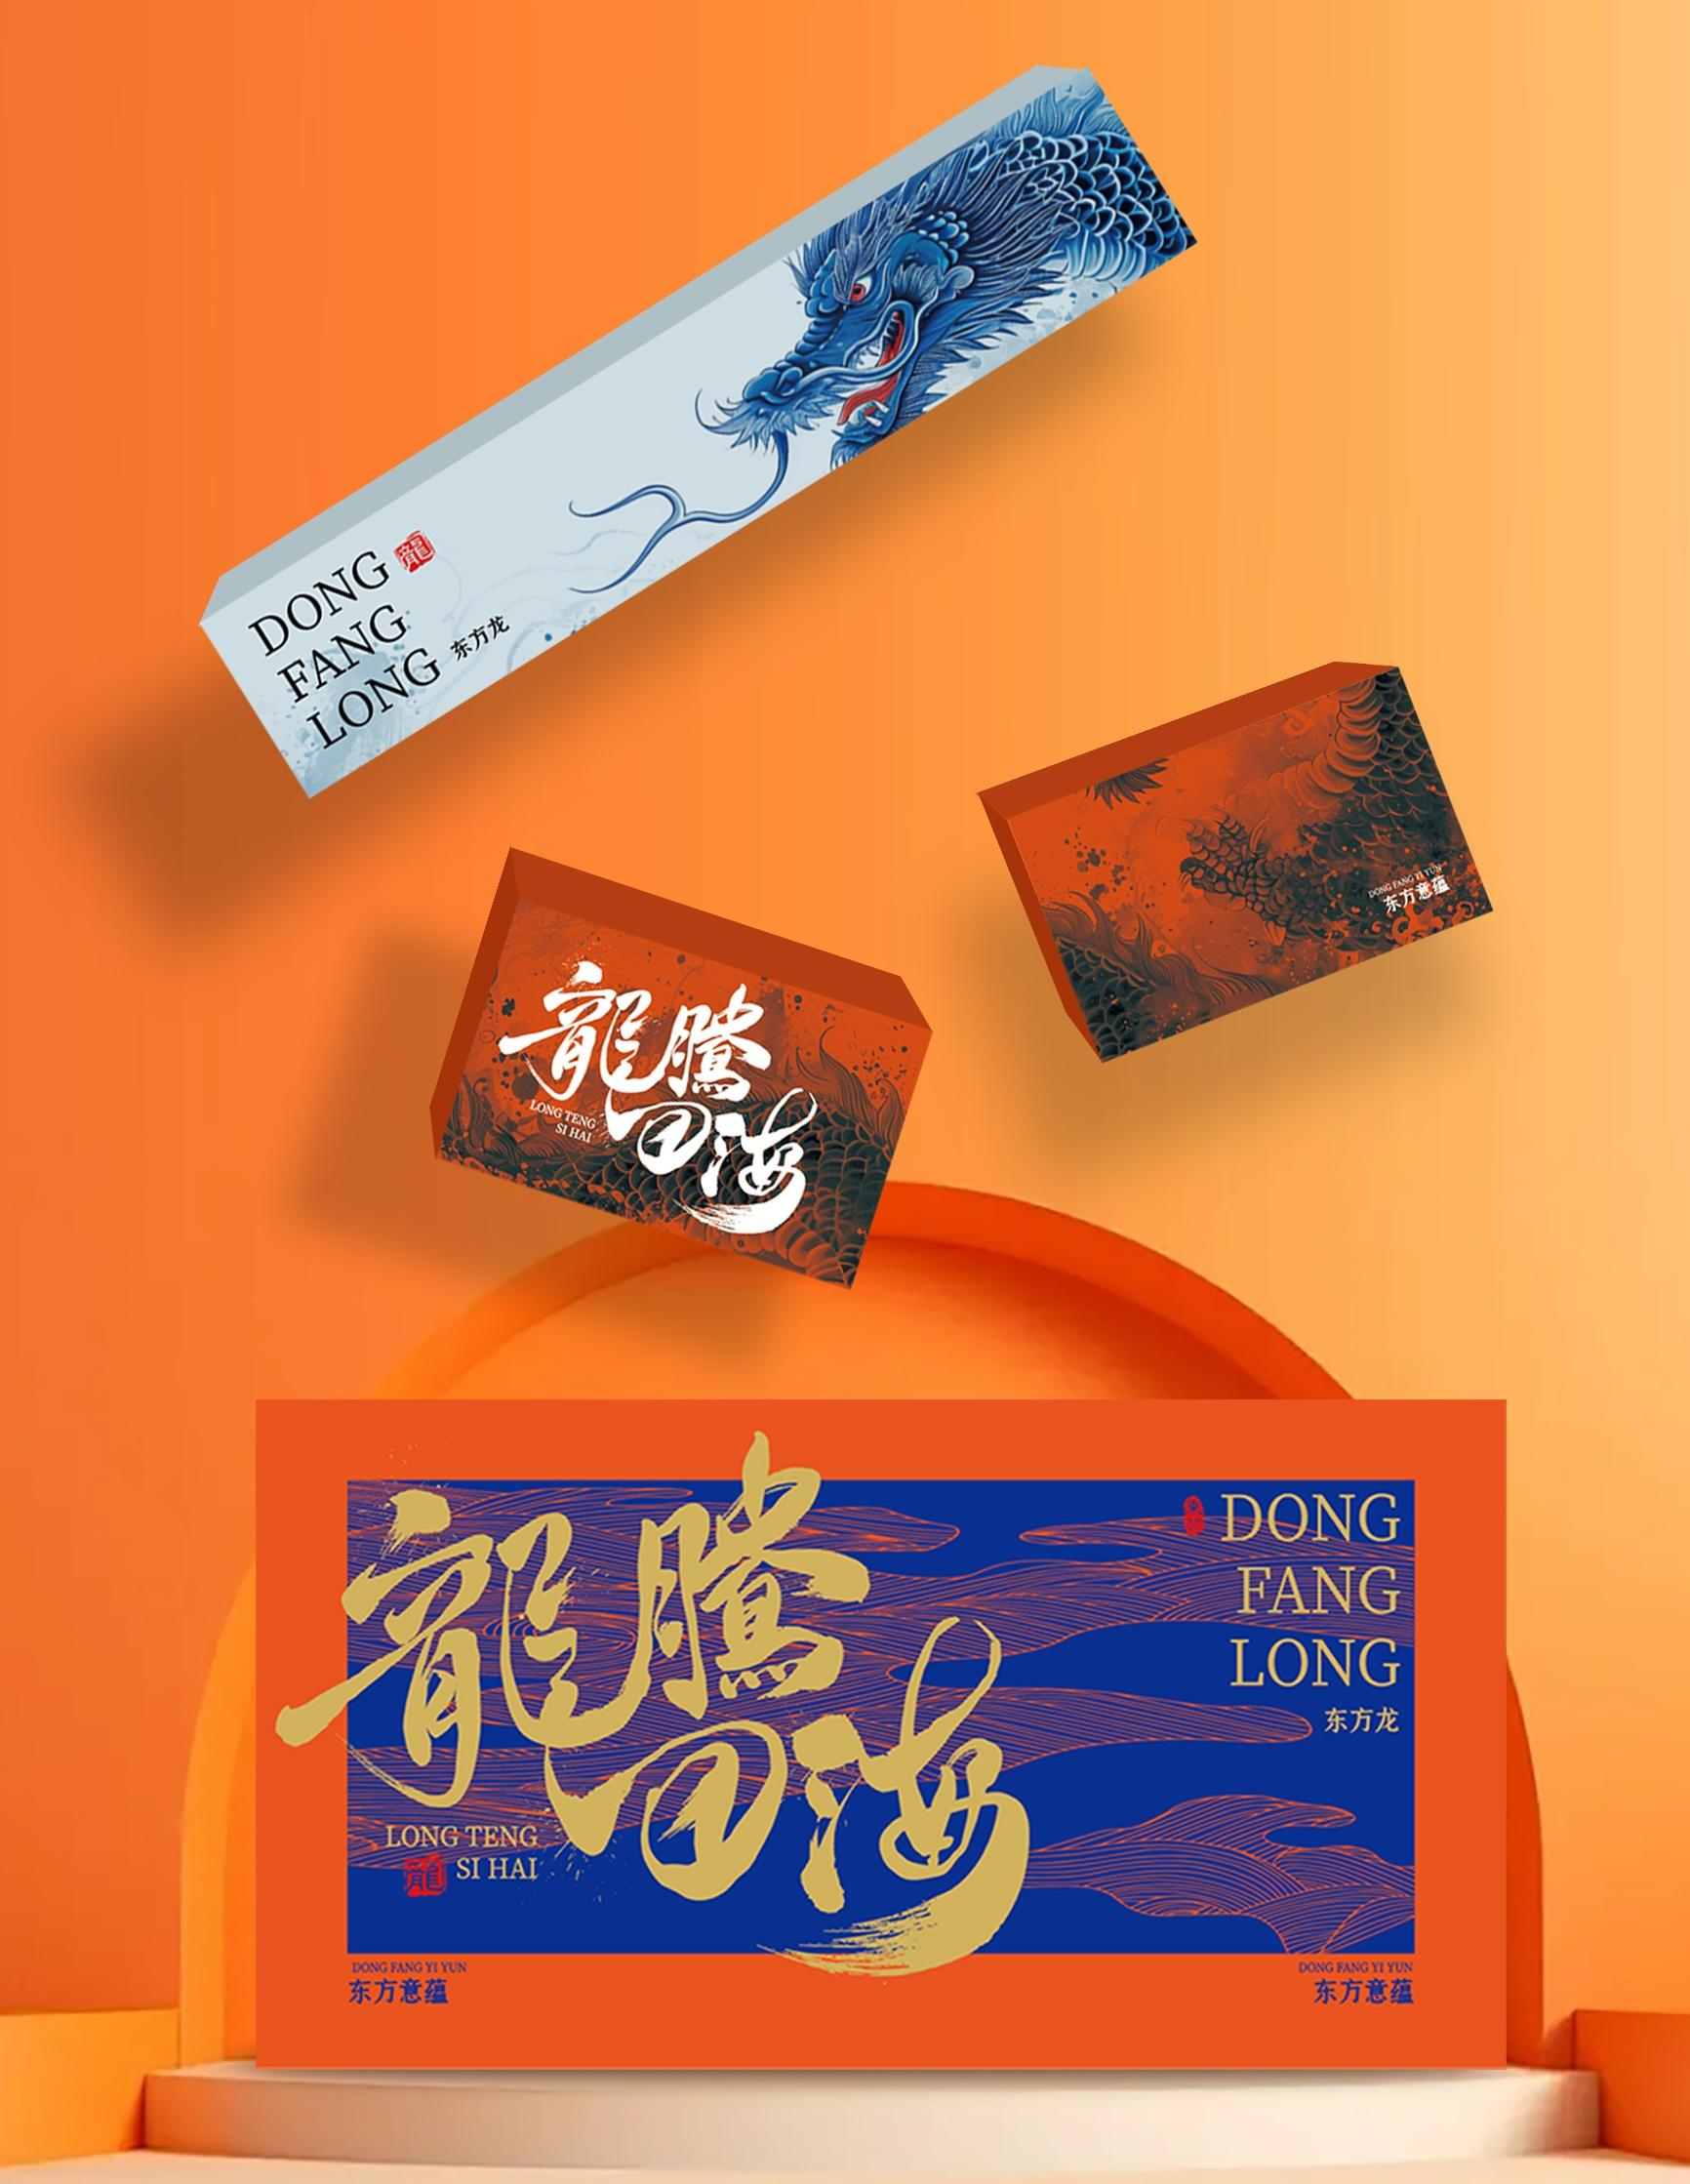 DONG 龍
FANG
LONG 东方龙
DONG FANG YI YUN
东方意蕴
龍騰
四海
LONG TENG
SI HAI
龍騰
四海
DONG
FANG
LONG
东方龙
LONG TENG
龍 SI HAI
DONG FANG YI YUN
东方意蕴
DONG FANG YI YUN
东方意蕴